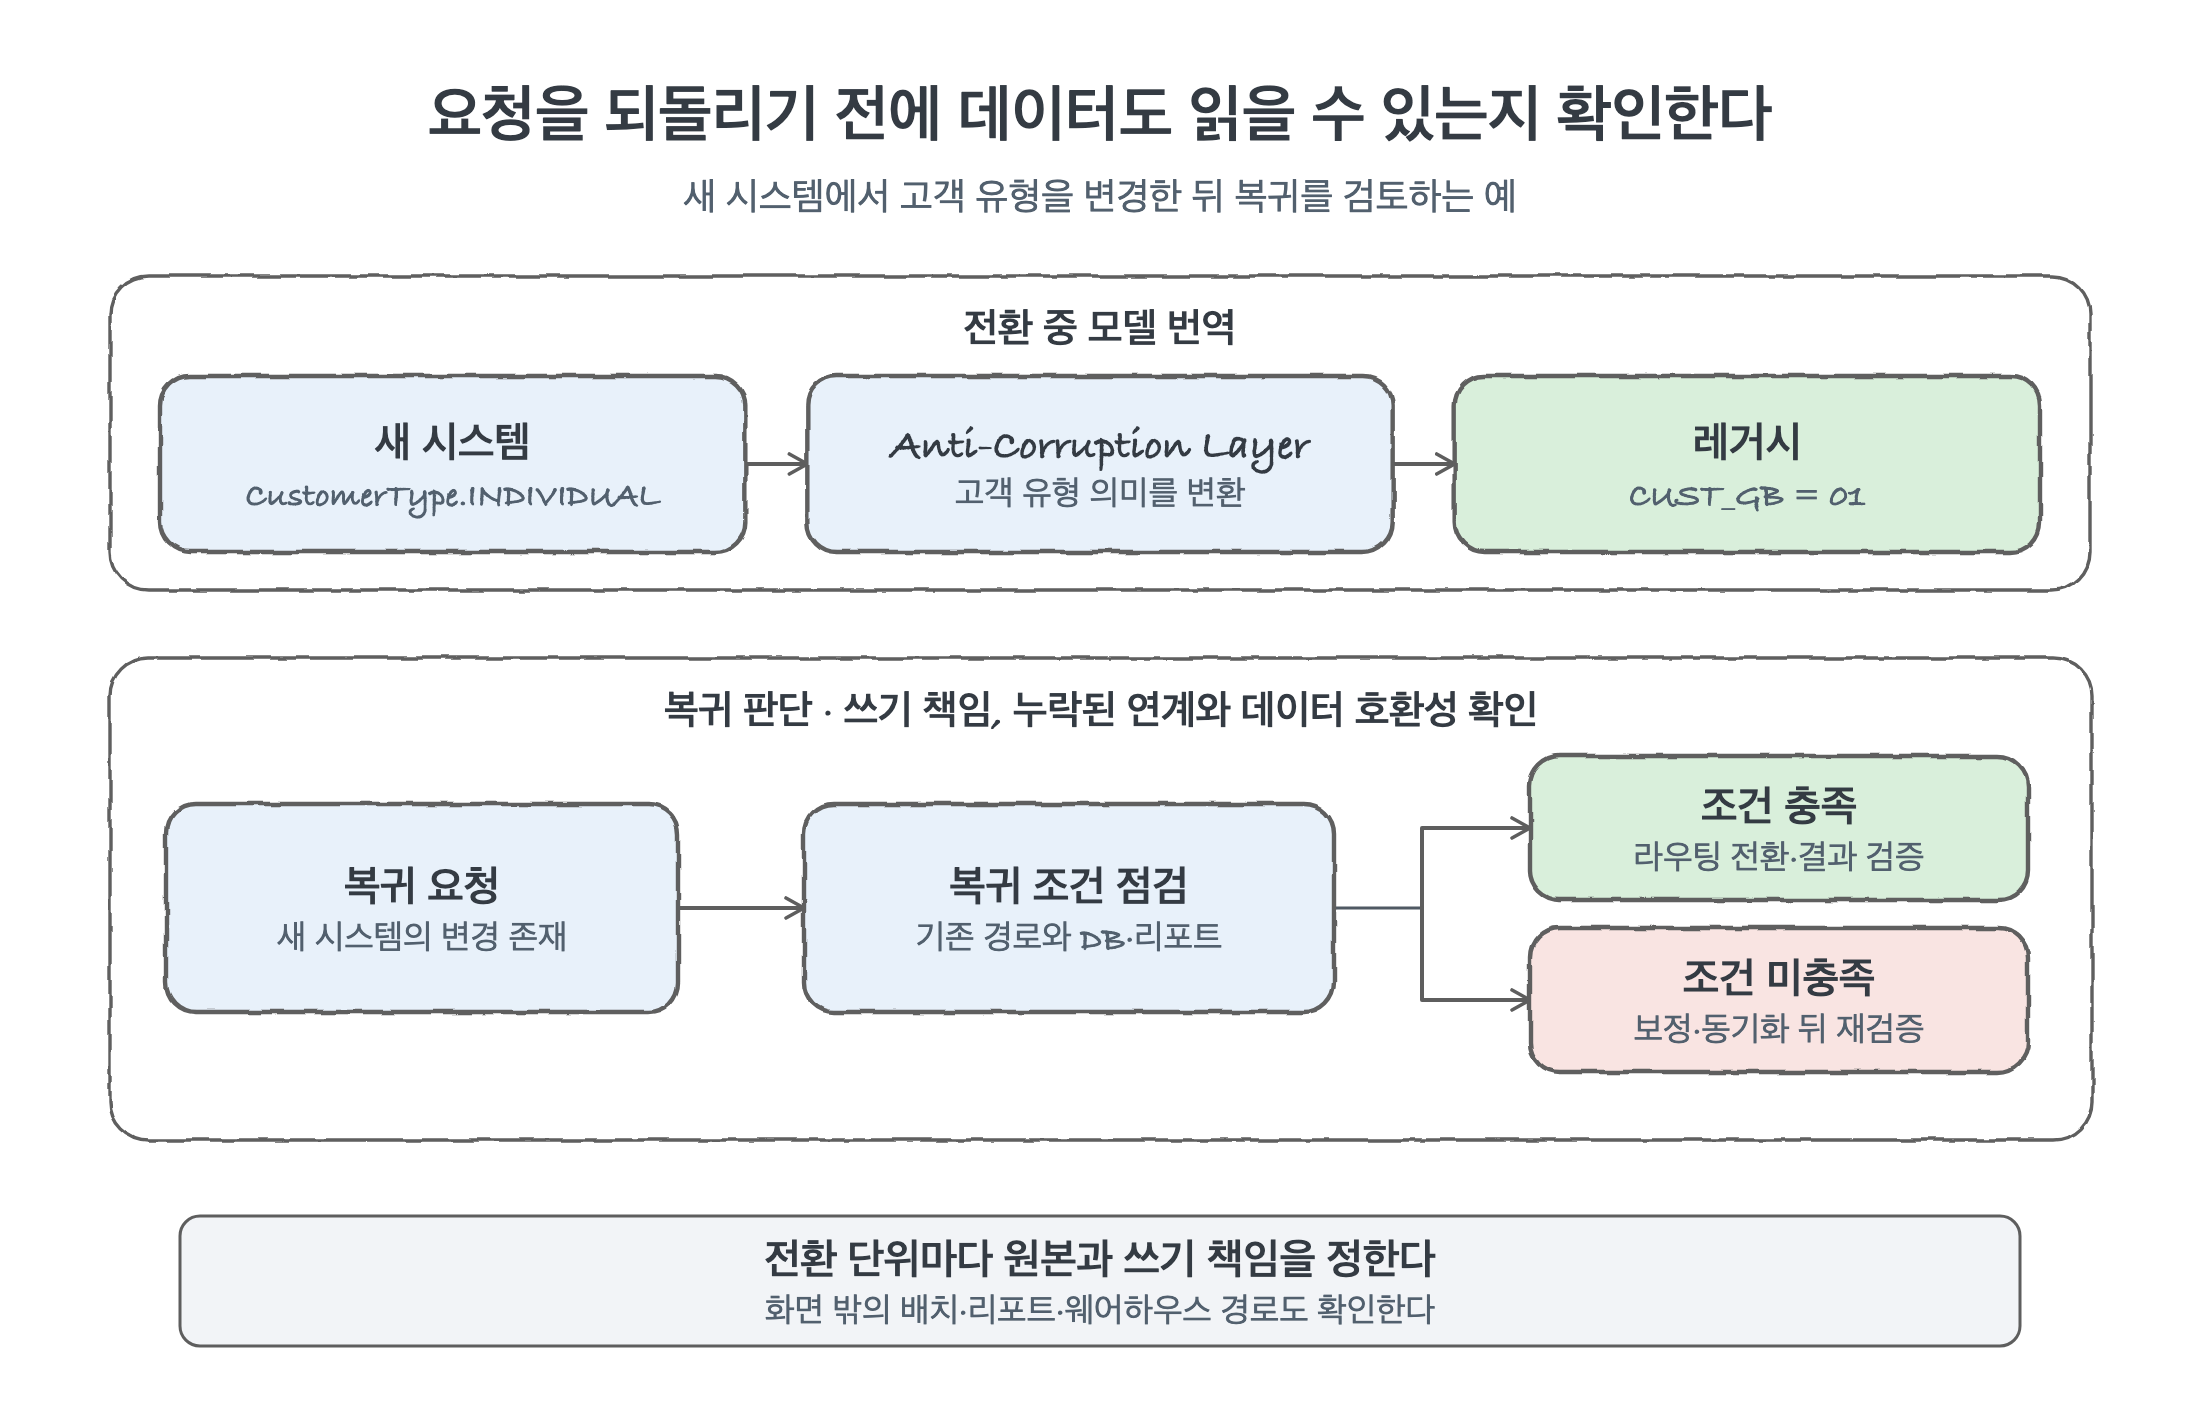 요청을 되돌리기 전에 데이터도 읽을 수 있는지 확인한다
새 시스템에서 고객 유형을 변경한 뒤 복귀를 검토하는 예
전환 중 모델 번역
새 시스템
CustomerType.INDIVIDUAL
Anti-Corruption Layer
고객 유형 의미를 변환
레거시
CUST_GB = 01
복귀 판단 · 쓰기 책임, 누락된 연계와 데이터 호환성 확인
복귀 요청
새 시스템의 변경 존재
복귀 조건 점검
기존 경로와 DB·리포트
조건 충족
라우팅 전환·결과 검증
조건 미충족
보정·동기화 뒤 재검증
전환 단위마다 원본과 쓰기 책임을 정한다
화면 밖의 배치·리포트·웨어하우스 경로도 확인한다